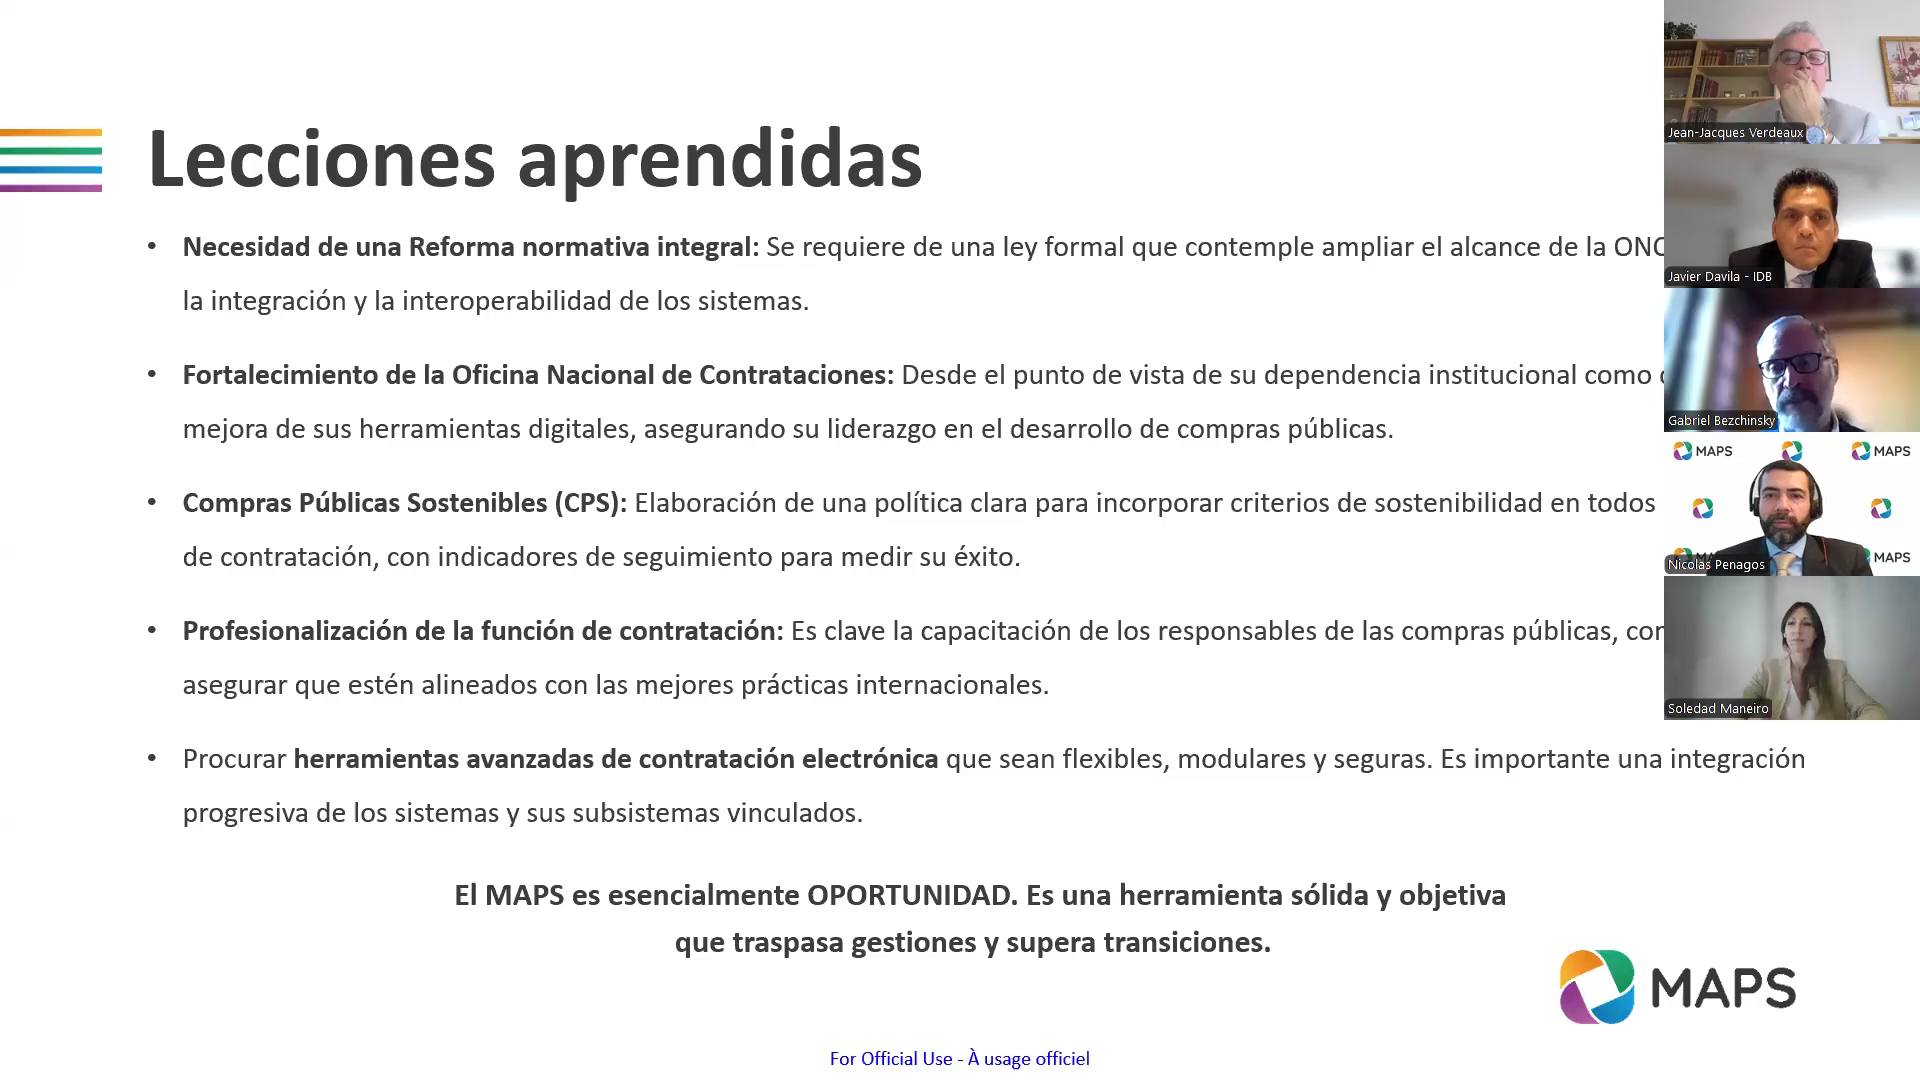 Lecciones aprendidas
• Necesidad de una Reforma normativa integral: Se requiere de una ley formal que contemple ampliar el alcance de la
la integración y la interoperabilidad de los sistemas.
• Fortalecimiento de la Oficina Nacional de Contrataciones: Desde el punto de vista de su dependencia institucional como
mejora de sus herramientas digitales, asegurando su liderazgo en el desarrollo de compras públicas.
• Compras Públicas Sostenibles (CPS): Elaboración de una política clara para incorporar criterios de sostenibilidad en todos
de contratación, con indicadores de seguimiento para medir su éxito.
• Profesionalización de la función de contratación: Es clave la capacitación de los responsables de las compras públicas,
asegurar que estén alineados con las mejores prácticas internacionales.
• Procurar herramientas avanzadas de contratación electrónica que sean flexibles, modulares y seguras. Es importante una integración
progresiva de los sistemas y sus subsistemas vinculados.
El MAPS es esencialmente OPORTUNIDAD. Es una herramienta sólida y objetiva
que traspasa gestiones y supera transiciones.
MAPS
For Official Use - À usage officiel
Jean-Jacques Verdeaux
Javier Davila - IDB
Gabriel Bezchinsky
MAPS
MAPS
MAPS
Nicolas Penagos
Soledad Maneiro